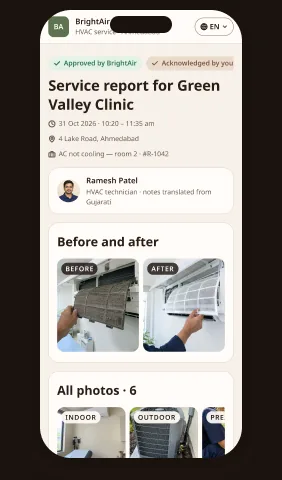 BA
BrightAir
HVAC service
EN
Approved by BrightAir
Acknowledged by you
Service report for Green
Valley Clinic
31 Oct 2026 · 10:20 – 11:35 am
4 Lake Road, Ahmedabad
AC not cooling — room 2 · #R-1042
Ramesh Patel
HVAC technician · notes translated from
Gujarati
Before and after
BEFORE
AFTER
All photos · 6
INDOOR
OUTDOOR
PRE